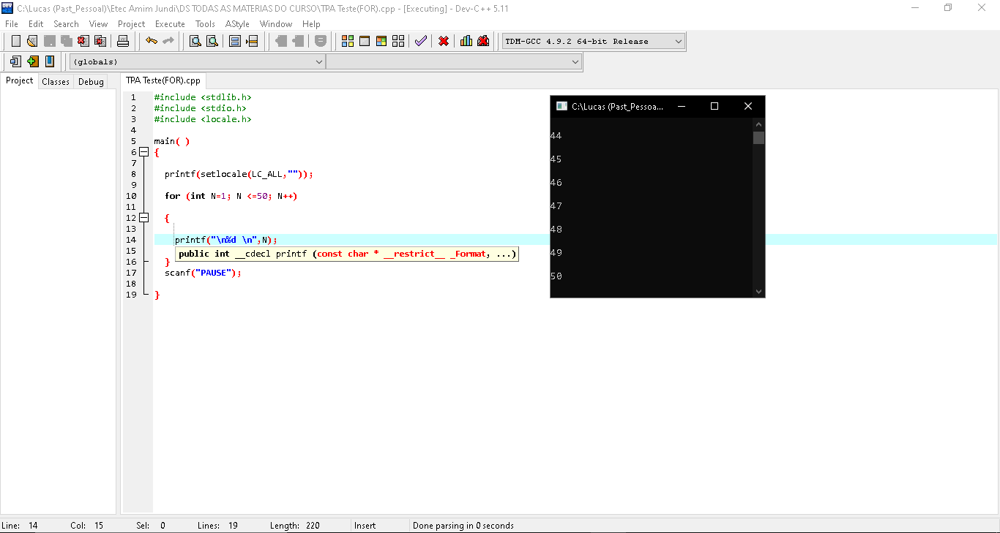 C:\Lucas (Past_Pessoal)\Etec Amim Jundi\DS TODAS AS MATERIAS DO CURSO\TPA Teste(FOR).cpp - [Executing] - Dev-C++ 5.11
File Edit Search View Project Execute Tools AStyle Window Help
TDM-GCC 4.9.2 64-bit Release
(globals)
Project Classes Debug
TPA Teste(FOR).cpp
1 #include <stdlib.h>
2 #include <stdio.h>
3 #include <locale.h>
4
5 main( )
6 {
7
8 printf(setlocale(LC_ALL,""));
9
10 for (int N=1; N <=50; N++)
11
12 {
13
14 printf("\n%d \n",N);
15 public int __cdecl printf (const char * __restrict__ _Format, ...)
16 }
17 scanf("PAUSE");
18
19 }
C:\Lucas (Past_Pessoa...
44
45
46
47
48
49
50
Line: 14 Col: 15 Sel: 0 Lines: 19 Length: 220 Insert Done parsing in 0 seconds